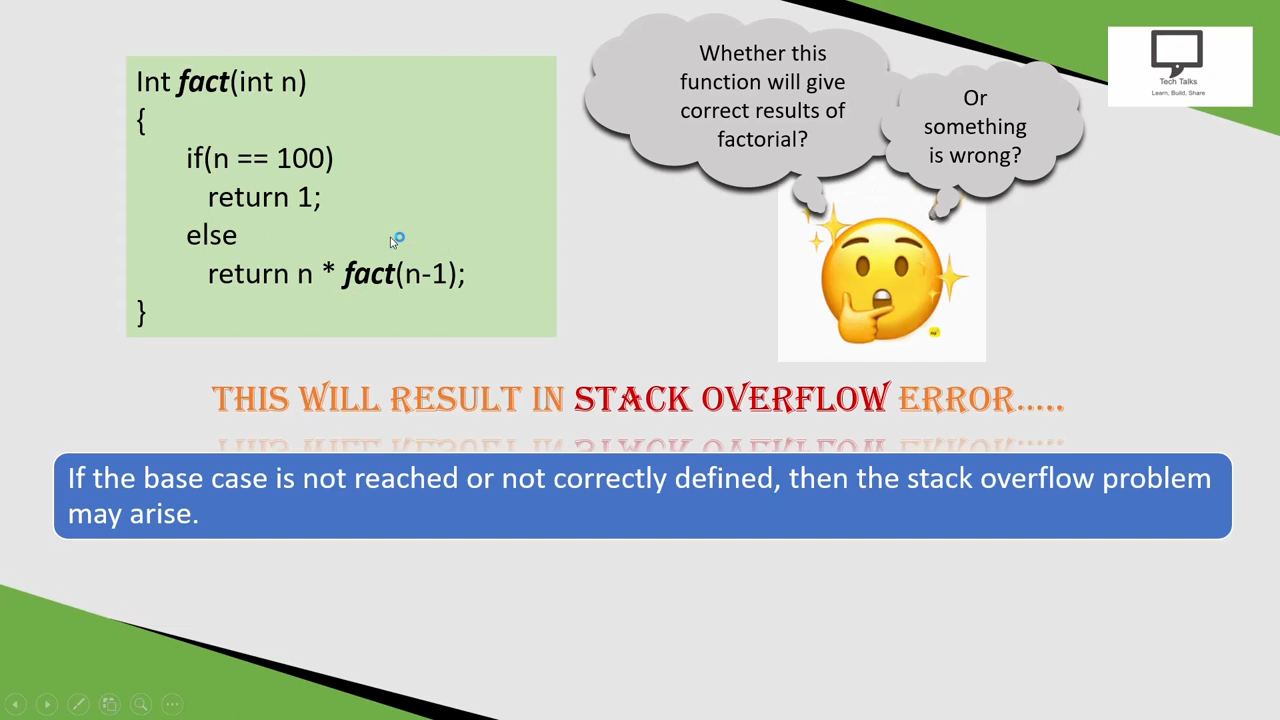 Int fact(int n)
{
if(n == 100)
return 1;
else
return n * fact(n-1);
}
Whether this
function will give
correct results of
factorial?
Or
something
is wrong?
Tech Talks
Learn, Build, Share
THIS WILL RESULT IN STACK OVERFLOW ERROR.....
If the base case is not reached or not correctly defined, then the stack overflow problem
may arise.